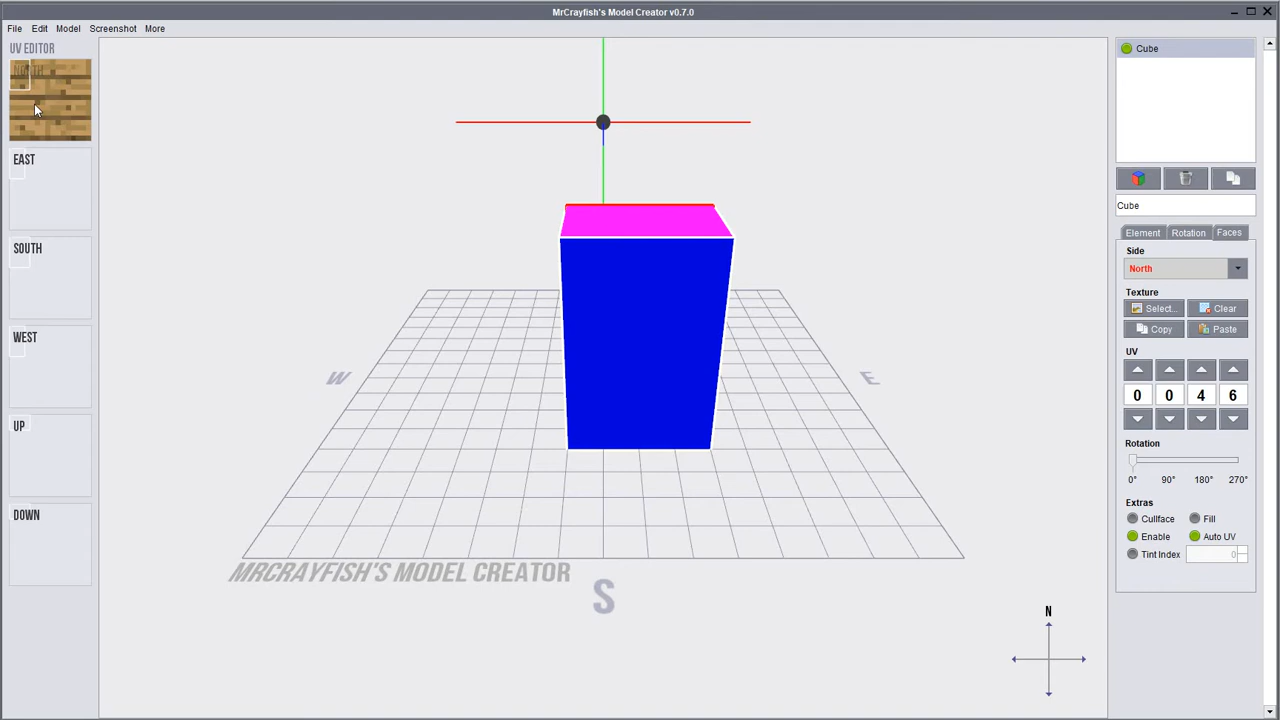 MrCrayfish's Model Creator v0.7.0
File Edit Model Screenshot More
UV EDITOR
NORTH
EAST
SOUTH
WEST
UP
DOWN
W
E
MRCRAYFISH'S MODEL CREATOR
S
N
Cube
Cube
Element Rotation Faces
Side
North
Texture
Select... Clear
Copy Paste
UV
0 0 4 6
Rotation
0° 90° 180° 270°
Extras
Cullface Fill
Enable Auto UV
Tint Index 0